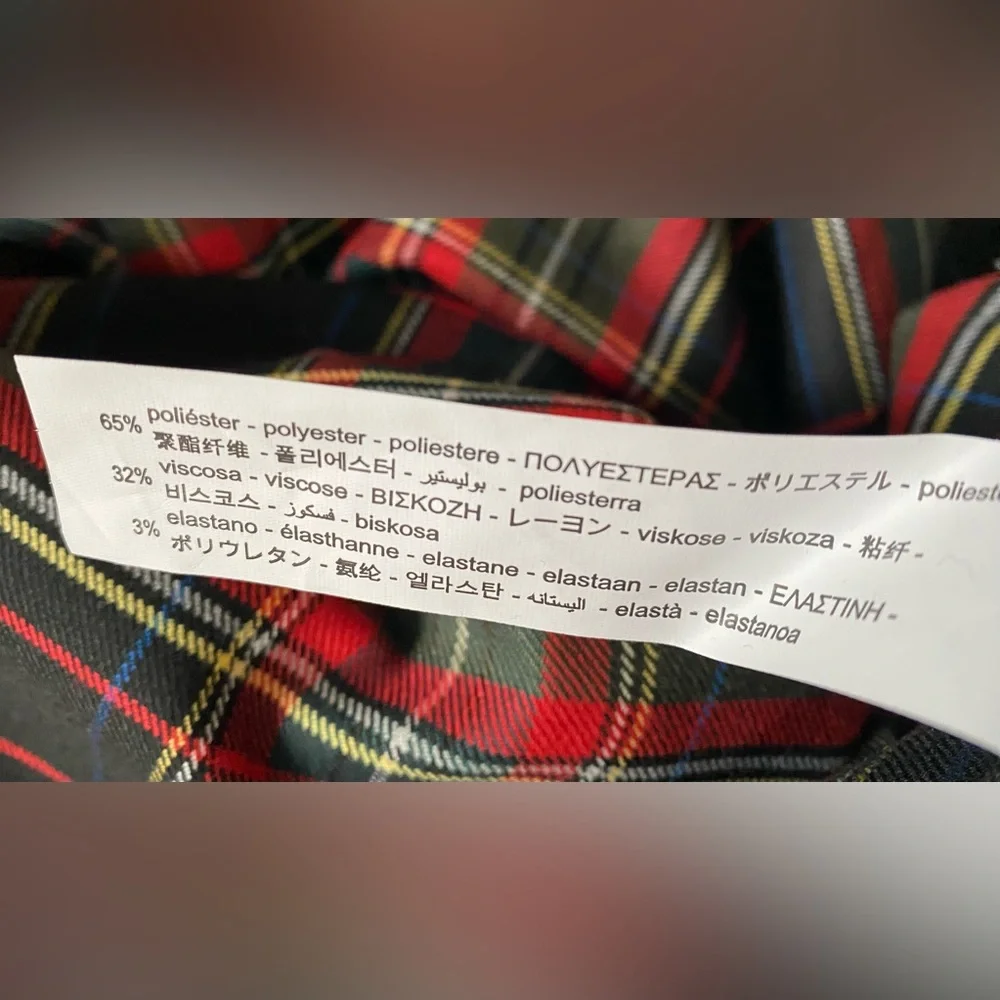 65% poliéster - polyester - poliestere - ΠΟΛΥΕΣΤΕΡΑΣ - ポリエステル -
聚酯纤维 - 폴리에스터 - بوليستير - poliesterra
32% viscosa - viscose - ΒΙΣΚΟΖΗ - レーヨン - viskose - viskoza - 粘纤 -
비스코스 - فسكوز - biskosa
3% elastano - élasthanne - elastane - elastaan - elastan - ΕΛΑΣΤΙΝΗ -
ポリウレタン - 氨纶 - 엘라스탄 - اليستانه - elastà - elastanoa